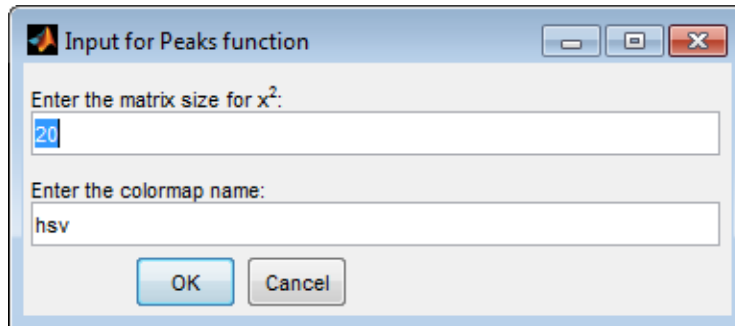 Input for Peaks function
Enter the matrix size for x²:
20
Enter the colormap name:
hsv
OK Cancel